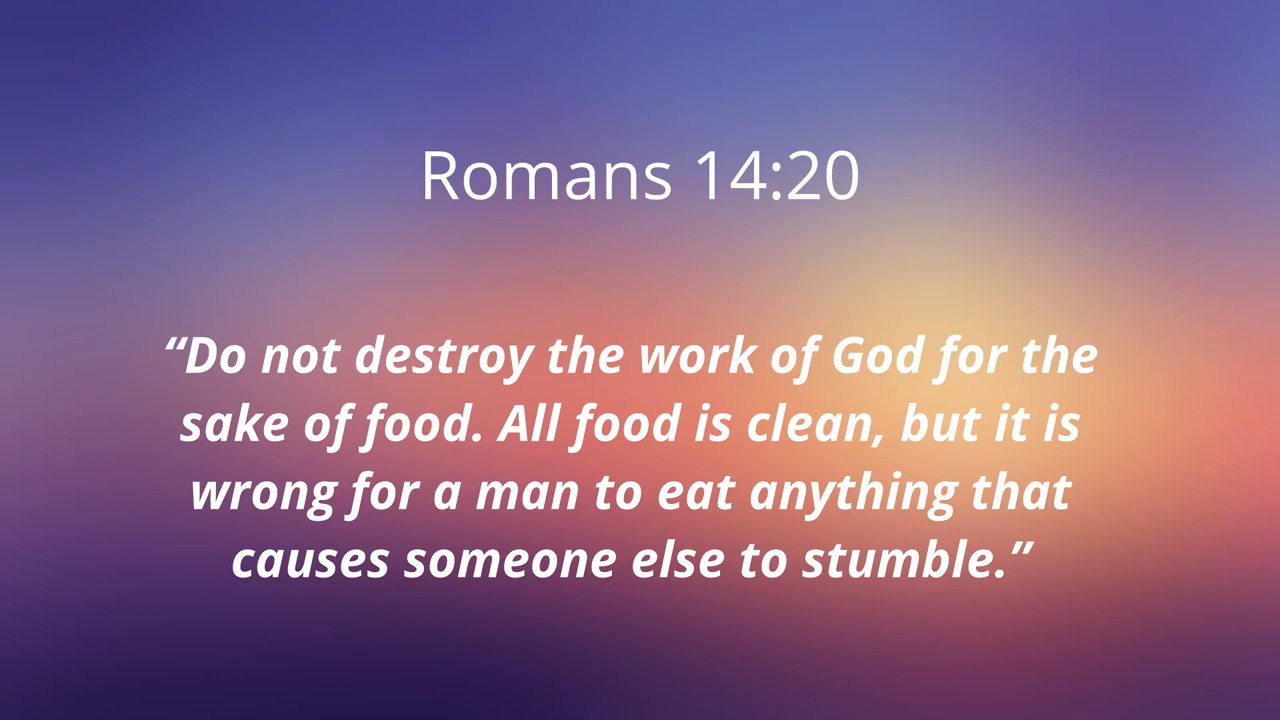 Romans 14:20
“Do not destroy the work of God for the
sake of food. All food is clean, but it is
wrong for a man to eat anything that
causes someone else to stumble.”